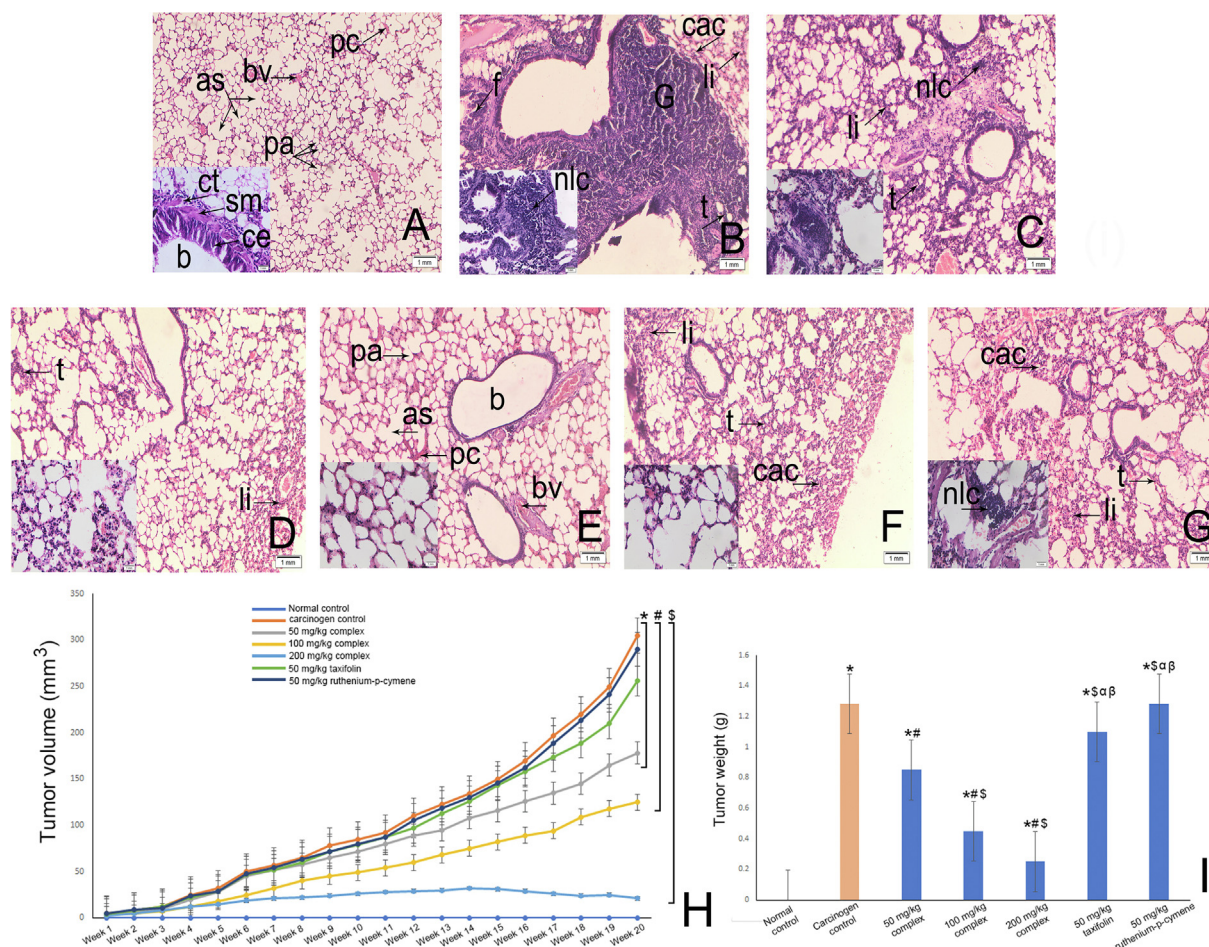 pc
bv
as
pa
ct
sm
ce
b
A
1 mm
cac
li
f
G
nlc
t
B
1 mm
nlc
li
t
C
1 mm
(I)
t
li
D
1 mm
pa
b
as
pc
bv
E
1 mm
li
t
cac
F
1 mm
cac
t
nlc
li
G
1 mm
350
300
250
200
150
100
50
0
Tumor volume (mm³)
Normal control
carcinogen control
50 mg/kg complex
100 mg/kg complex
200 mg/kg complex
50 mg/kg taxifolin
50 mg/kg ruthenium-p-cymene
* # $
Week 1
Week 2
Week 3
Week 4
Week 5
Week 6
Week 7
Week 8
Week 9
Week 10
Week 11
Week 12
Week 13
Week 14
Week 15
Week 16
Week 17
Week 18
Week 19
Week 20
H
1.6
1.4
1.2
1
0.8
0.6
0.4
0.2
0
Tumor weight (g)
*
*#
*#$
*#$
*$αβ
*$αβ
Normal
control
Carcinogen
control
50 mg/kg
complex
100 mg/kg
complex
200 mg/kg
complex
50 mg/kg
taxifolin
50 mg/kg
ruthenium-p-cymene
I